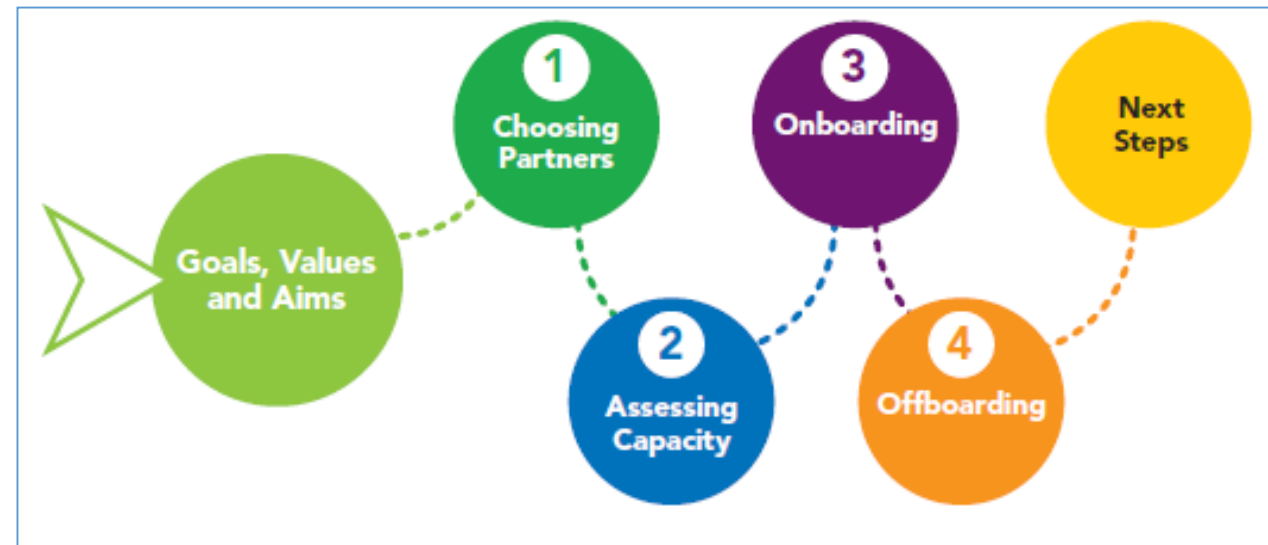 Goals, Values
and Aims
1
Choosing
Partners
2
Assessing
Capacity
3
Onboarding
4
Offboarding
Next
Steps